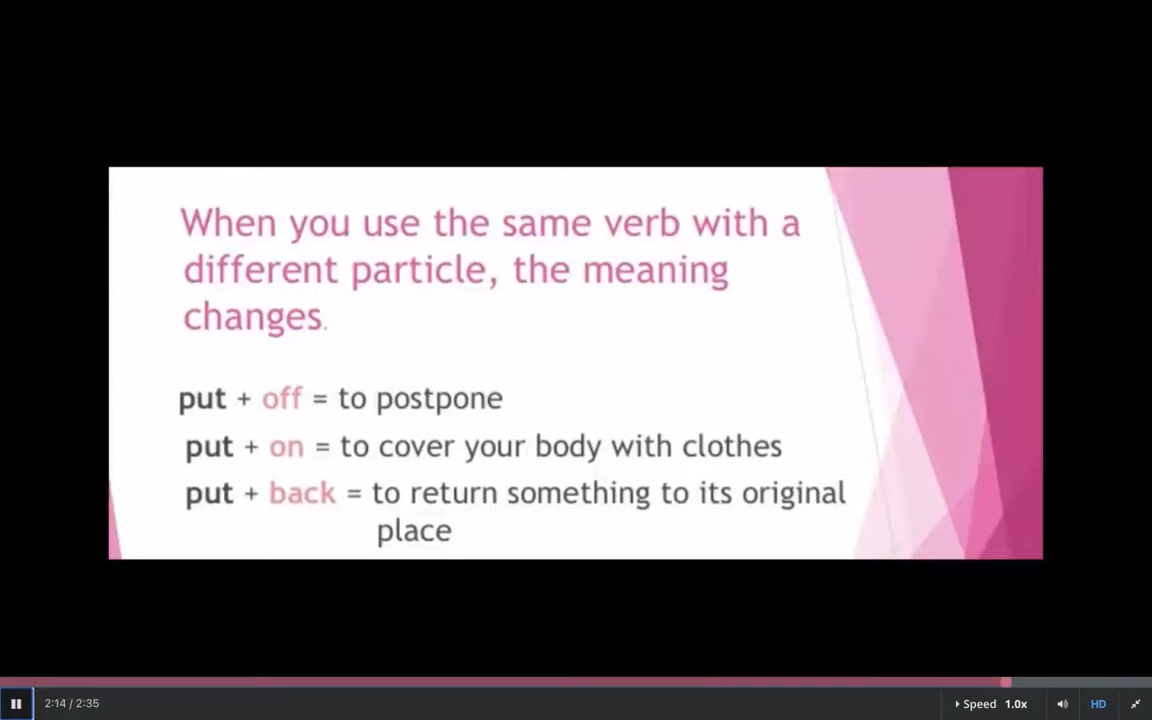 When you use the same verb with a
different particle, the meaning
changes.
put + off = to postpone
put + on = to cover your body with clothes
put + back = to return something to its original
place
2:14 / 2:35
Speed 1.0x
HD